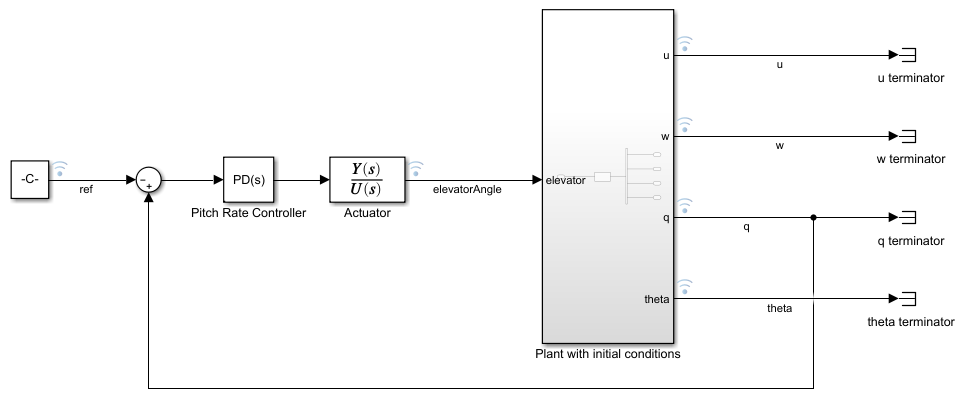 u
u
u terminator
w
w
w terminator
-C-
ref
−
+
PD(s)
Pitch Rate Controller
Y(s)
U(s)
Actuator
elevatorAngle
elevator
q
q
q terminator
theta
theta
theta terminator
Plant with initial conditions